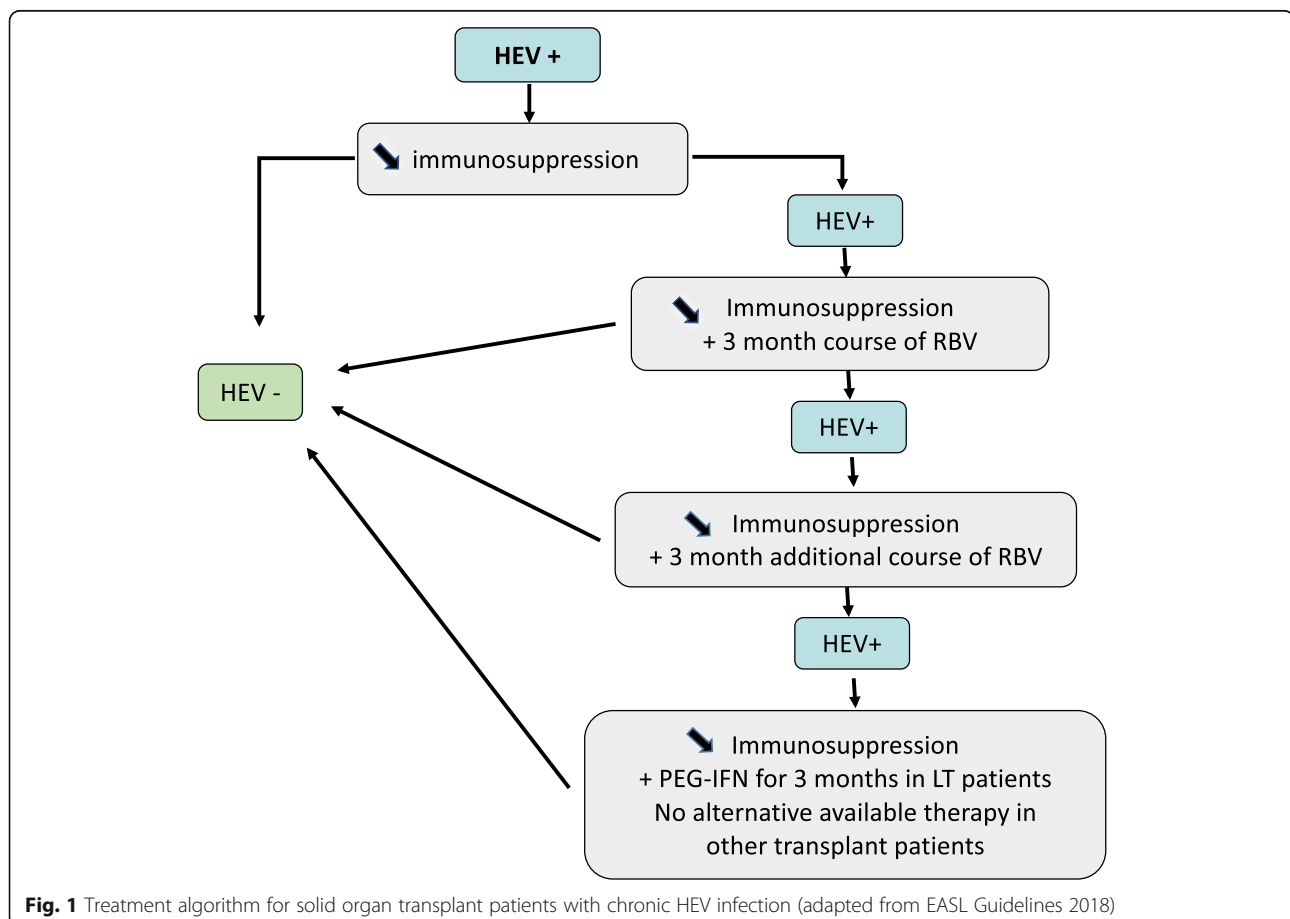 HEV +
immunosuppression
HEV+
Immunosuppression
+ 3 month course of RBV
HEV -
HEV+
Immunosuppression
+ 3 month additional course of RBV
HEV+
Immunosuppression
+ PEG-IFN for 3 months in LT patients
No alternative available therapy in
other transplant patients
Fig. 1 Treatment algorithm for solid organ transplant patients with chronic HEV infection (adapted from EASL Guidelines 2018)